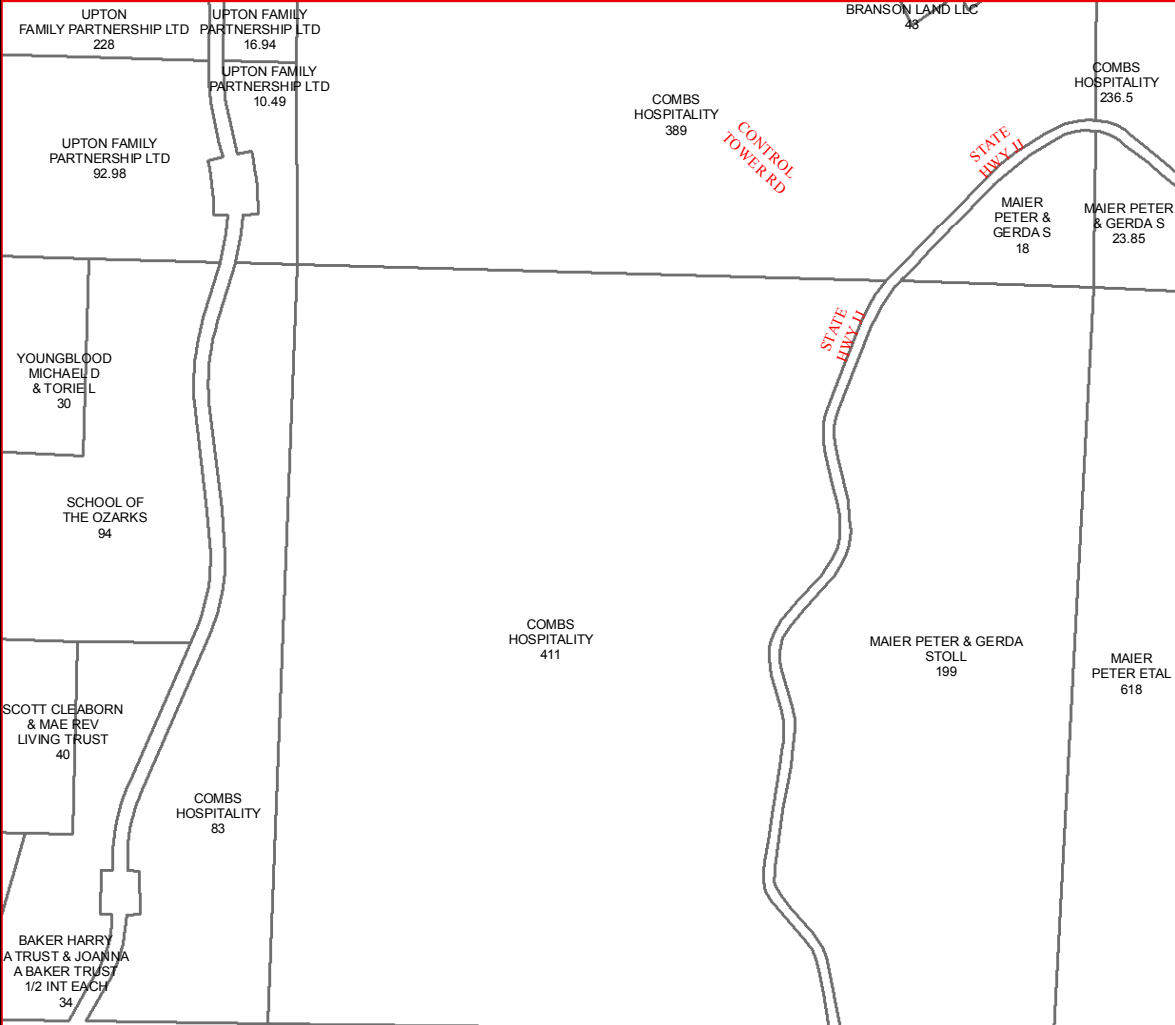 UPTON
FAMILY PARTNERSHIP LTD
228
UPTON FAMILY
PARTNERSHIP LTD
16.94
BRANSON LAND LLC
43
UPTON FAMILY
PARTNERSHIP LTD
10.49
COMBS
HOSPITALITY
236.5
COMBS
HOSPITALITY
389
CONTROL
TOWER RD
STATE
HWY JJ
UPTON FAMILY
PARTNERSHIP LTD
92.98
MAIER
PETER &
GERDA S
18
MAIER PETER
& GERDA S
23.85
STATE
HWY JJ
YOUNGBLOOD
MICHAEL D
& TORIE L
30
SCHOOL OF
THE OZARKS
94
COMBS
HOSPITALITY
411
MAIER PETER & GERDA
STOLL
199
MAIER
PETER ETAL
618
SCOTT CLEABORN
& MAE REV
LIVING TRUST
40
COMBS
HOSPITALITY
83
BAKER HARRY
A TRUST & JOANNA
A BAKER TRUST
1/2 INT EACH
34